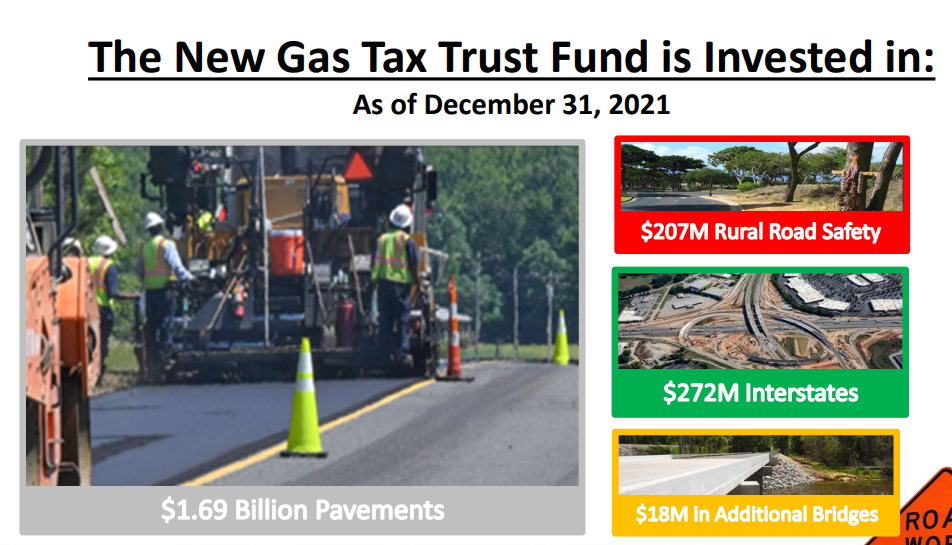 The New Gas Tax Trust Fund is Invested in:
As of December 31, 2021
$207M Rural Road Safety
$272M Interstates
$1.69 Billion Pavements
$18M in Additional Bridges